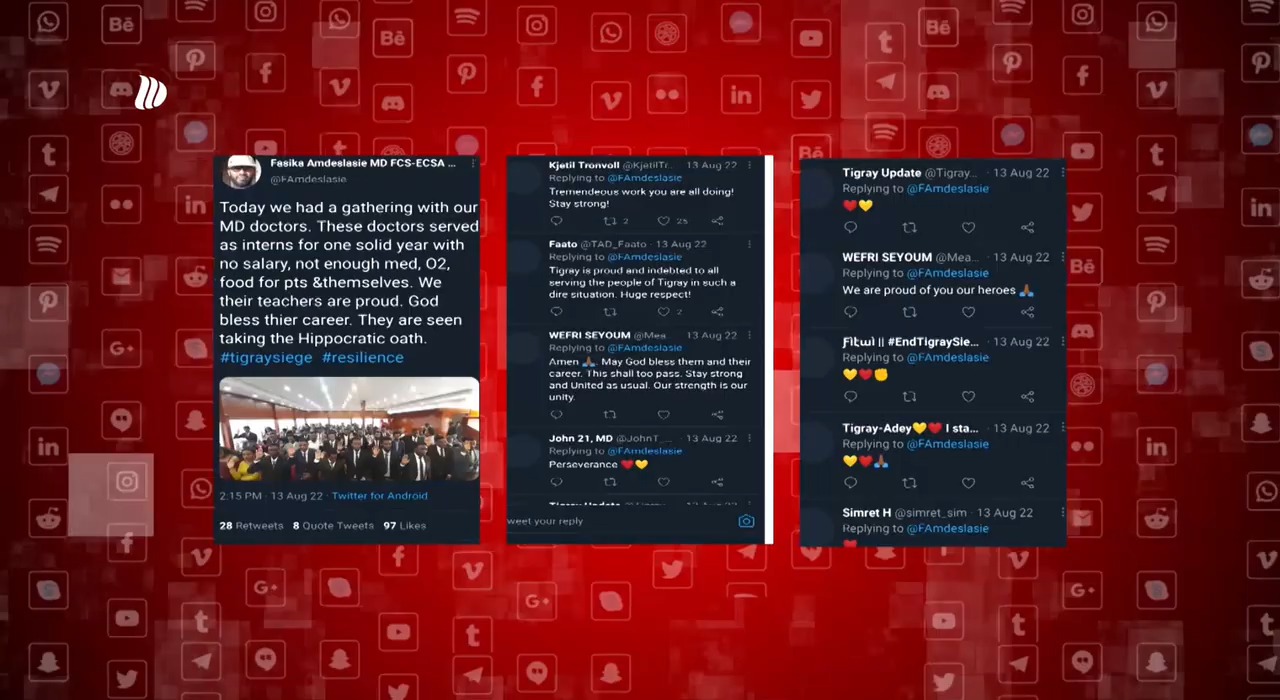 Fasika Amdeslasie MD FCS-ECSA ...
@FAmdeslasie
Today we had a gathering with our
MD doctors. These doctors served
as interns for one solid year with
no salary, not enough med, O2,
food for pts &themselves. We
their teachers are proud. God
bless thier career. They are seen
taking the Hippocratic oath.
#tigraysiege #resilience
2:15 PM · 13 Aug 22 · Twitter for Android
28 Retweets 8 Quote Tweets 97 Likes
Kjetil Tronvoll @KjetilTr... 13 Aug 22
Replying to @FAmdeslasie
Tremendeous work you are all doing!
Stay strong!
2
Faato @TAD_Faato · 13 Aug 22
Replying to @FAmdeslasie
Tigray is proud and indebted to all
serving the people of Tigray in such a
dire situation. Huge respect!
2
WEFRI SEYOUM @Mea 13 Aug 22
Replying to @FAmdeslasie
Amen 🙏🏾 May God bless them and their
career. This shall too pass. Stay strong
and United as usual. Our strength is our
unity.
John 21, MD @JohnT_... · 13 Aug 22
Replying to @FAmdeslasie
Perseverance ❤️💛
weet your reply
Tigray Update @Tigray... · 13 Aug 22
Replying to @FAmdeslasie
❤️💛
WEFRI SEYOUM @Mea... · 13 Aug 22
Replying to @FAmdeslasie
We are proud of you our heroes 🙏🏾
|| #EndTigraySie... · 13 Aug 22
Replying to @FAmdeslasie
💛❤️✊
Tigray-Adey💛❤️ I sta... · 13 Aug 22
Replying to @FAmdeslasie
💛❤️🙏🏾
Simret H @simret_sim · 13 Aug 22
Replying to @FAmdeslasie